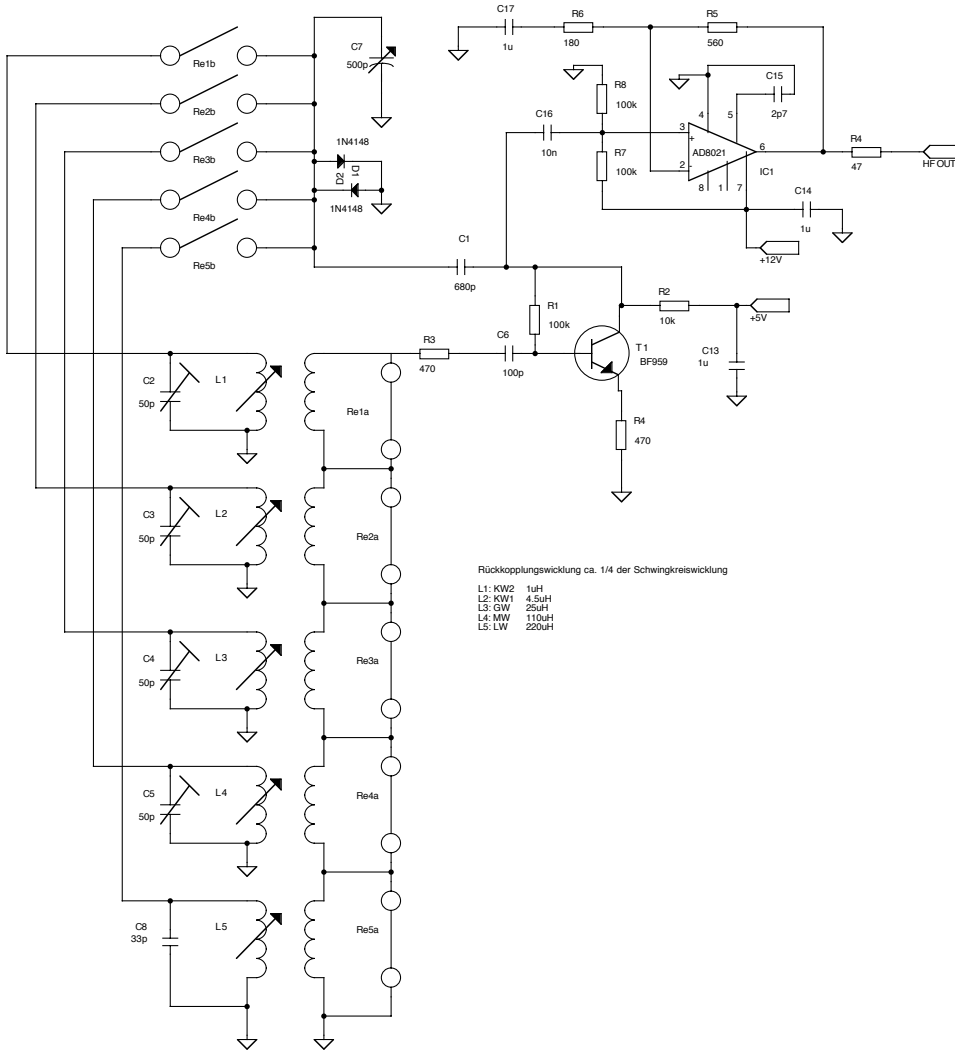 C17
1u
R6
180
R5
560
Re1b
C7
500p
R8
100k
C15
2p7
4
5
Re2b
C16
10n
3
+
AD8021
6
R4
47
HF OUT
Re3b
1N4148
D2
D1
1N4148
R7
100k
2
-
IC1
8
1
7
C14
1u
Re4b
Re5b
C1
680p
+12V
R1
100k
R2
10k
+5V
R3
470
C6
100p
T1
BF959
C13
1u
C2
50p
L1
Re1a
R4
470
C3
50p
L2
Re2a
Rückkopplungswicklung ca. 1/4 der Schwingkreiswicklung
L1: KW2 1uH
L2: KW1 4.5uH
L3: GW 25uH
L4: MW 110uH
L5: LW 220uH
C4
50p
L3
Re3a
C5
50p
L4
Re4a
C8
33p
L5
Re5a